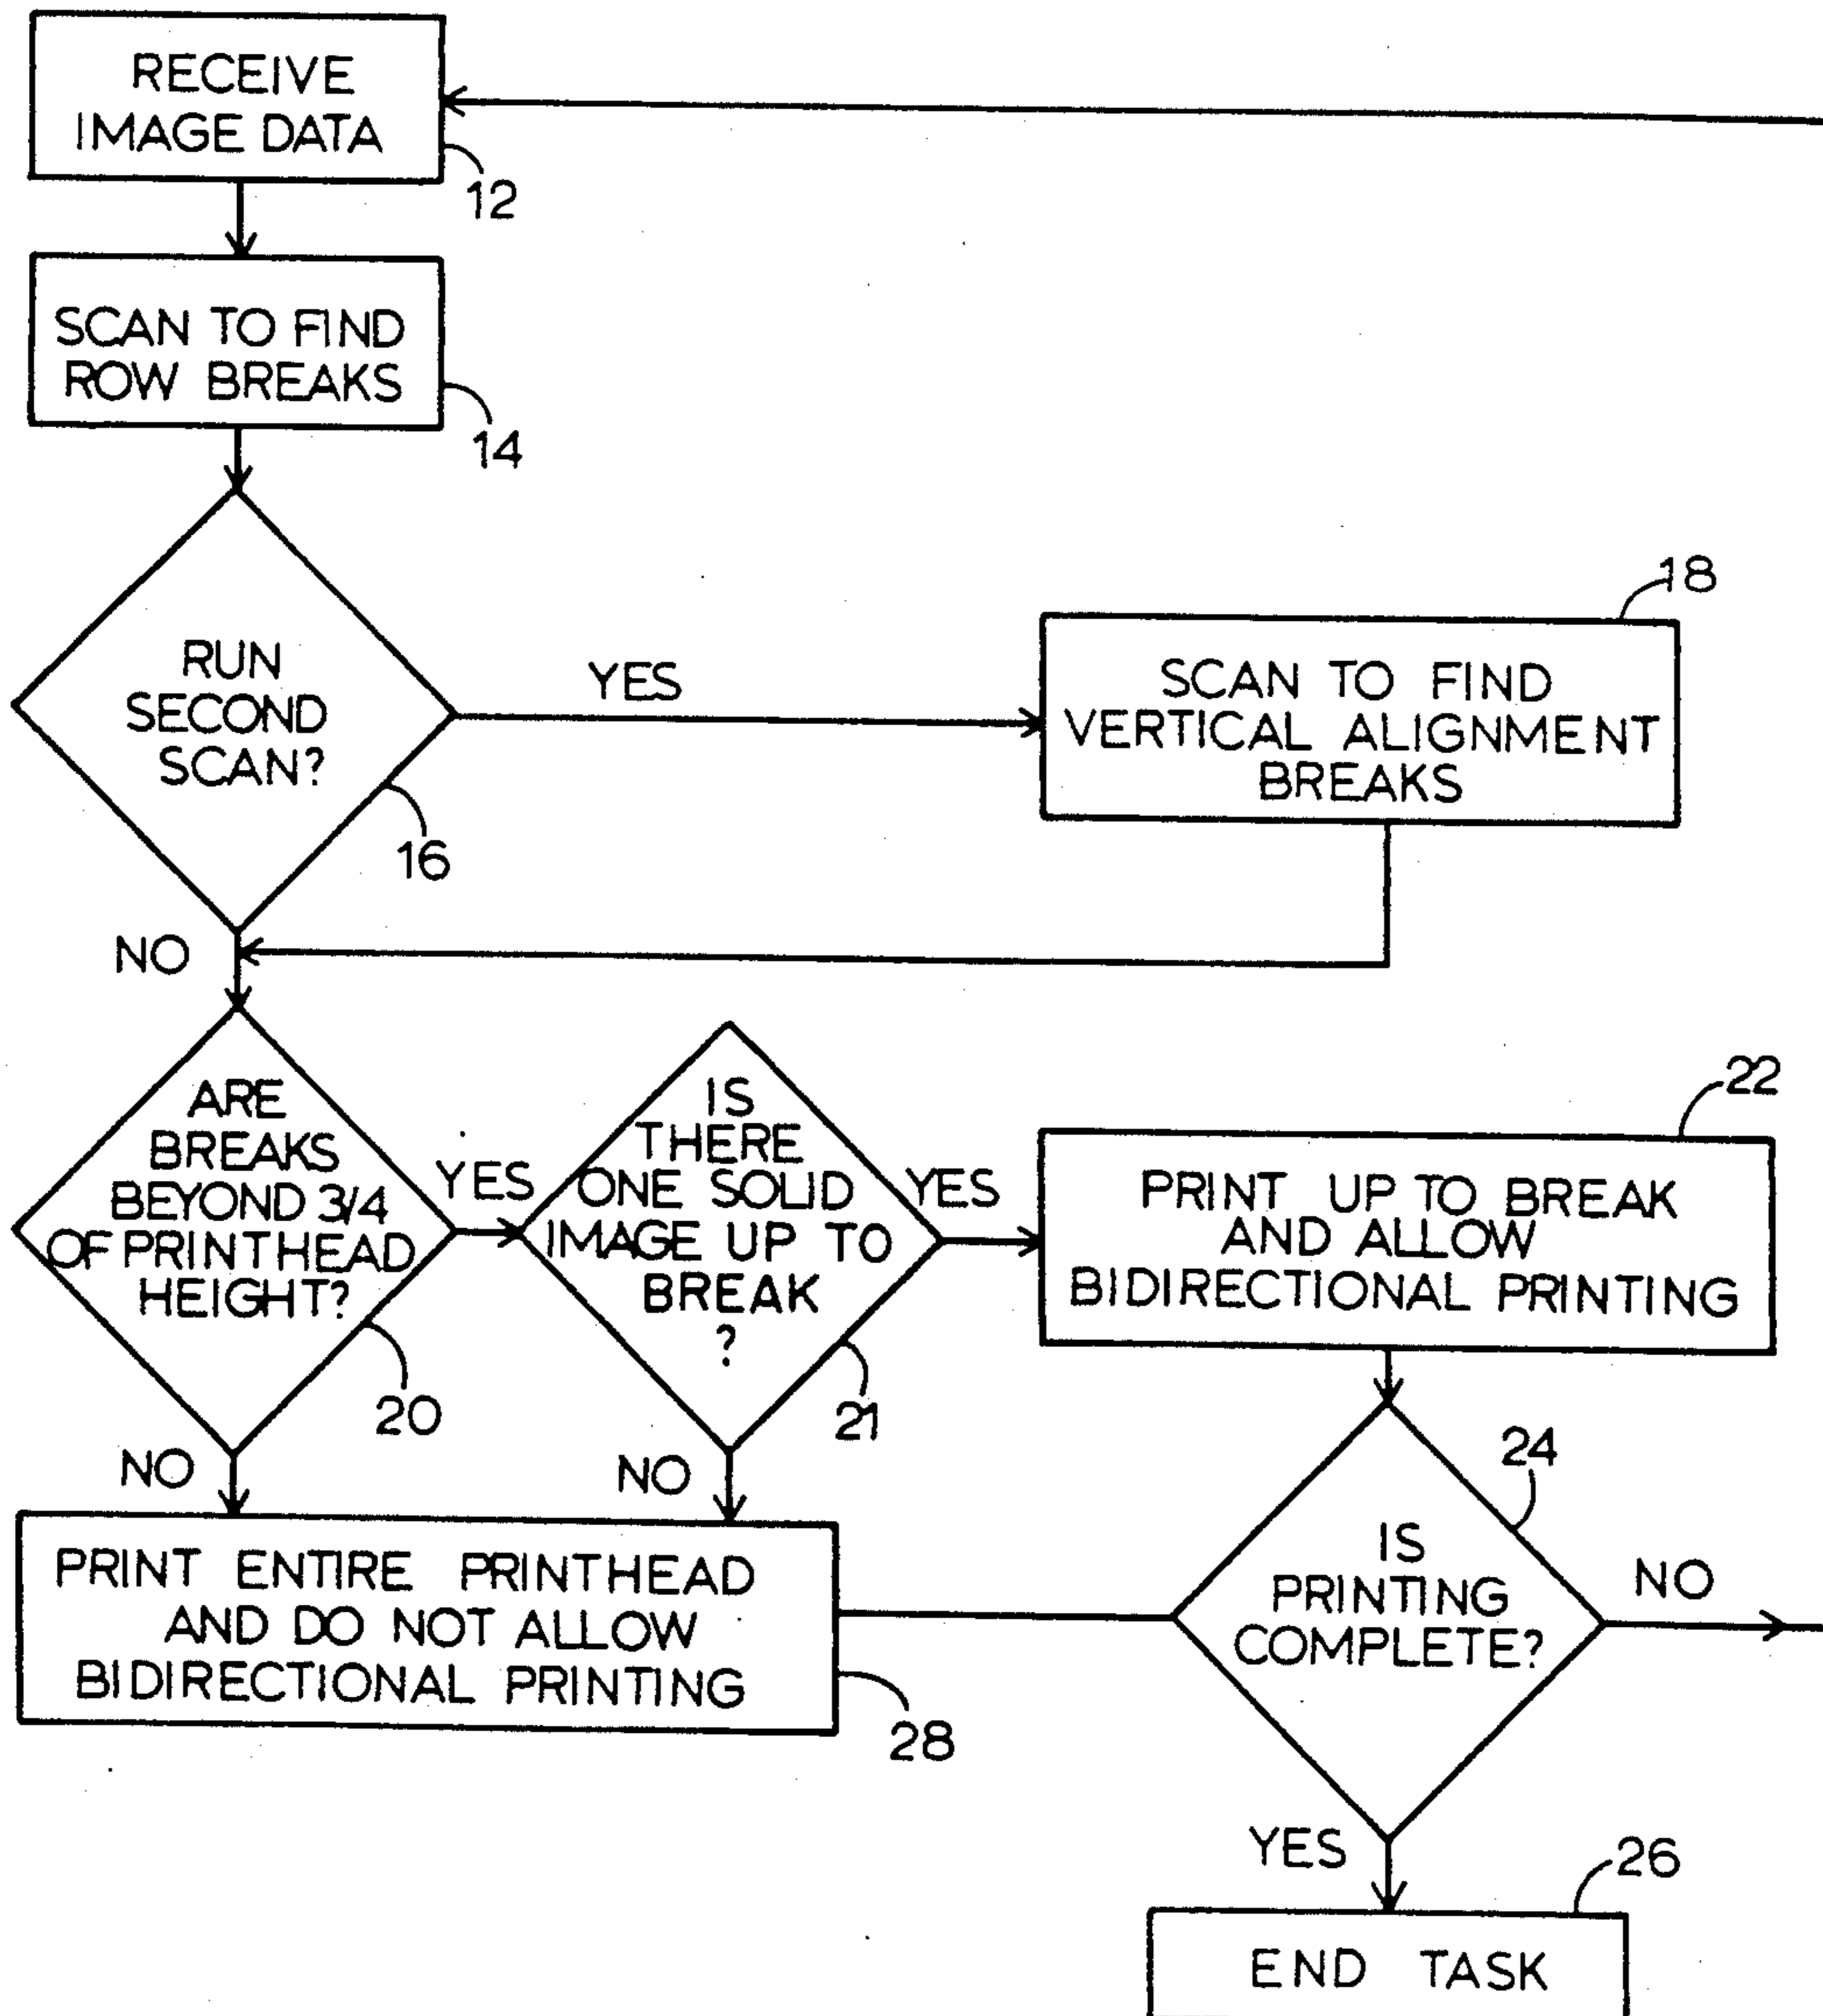 RECEIVE
IMAGE DATA
12
SCAN TO FIND
ROW BREAKS
14
RUN
SECOND
SCAN?
16
YES
18
SCAN TO FIND
VERTICAL ALIGNMENT
BREAKS
NO
ARE
BREAKS
BEYOND 3/4
OF PRINTHEAD
HEIGHT?
20
YES
IS
THERE
ONE SOLID
IMAGE UP TO
BREAK
?
21
YES
22
PRINT UP TO BREAK
AND ALLOW
BIDIRECTIONAL PRINTING
NO
NO
PRINT ENTIRE PRINTHEAD
AND DO NOT ALLOW
BIDIRECTIONAL PRINTING
28
24
IS
PRINTING
COMPLETE?
NO
YES
26
END TASK